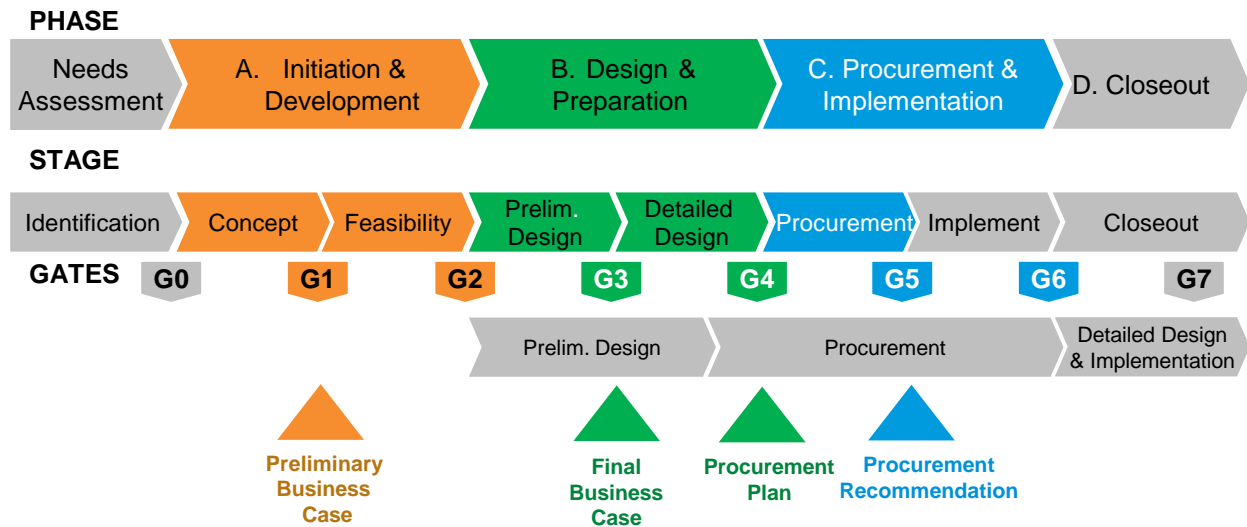 PHASE
Needs
Assessment
A. Initiation &
Development
B. Design &
Preparation
C. Procurement &
Implementation
D. Closeout
STAGE
Identification
Concept
Feasibility
Prelim.
Design
Detailed
Design
Procurement
Implement
Closeout
GATES
G0
G1
G2
G3
G4
G5
G6
G7
Prelim. Design
Procurement
Detailed Design
& Implementation
Preliminary
Business
Case
Final
Business
Case
Procurement
Plan
Procurement
Recommendation